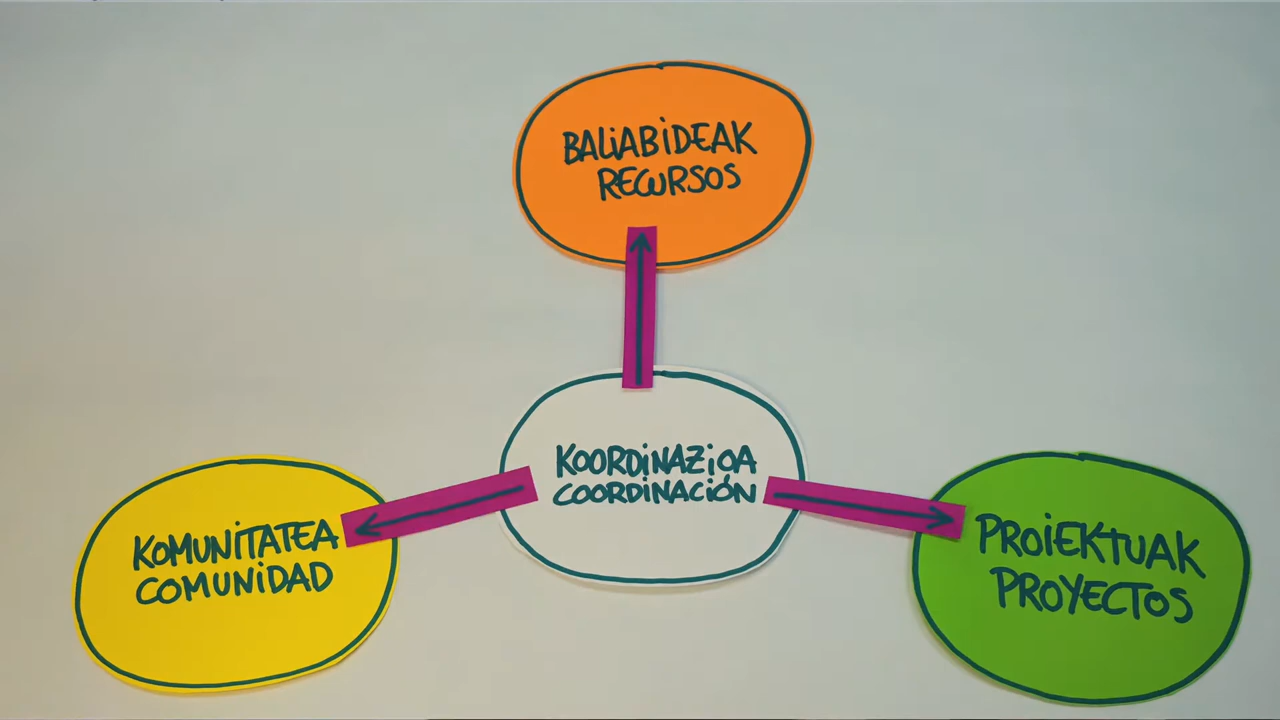 BALIABIDEAK
RECURSOS
KOORDINAZIOA
COORDINACIÓN
KOMUNITATEA
COMUNIDAD
PROIEKTUAK
PROYECTOS